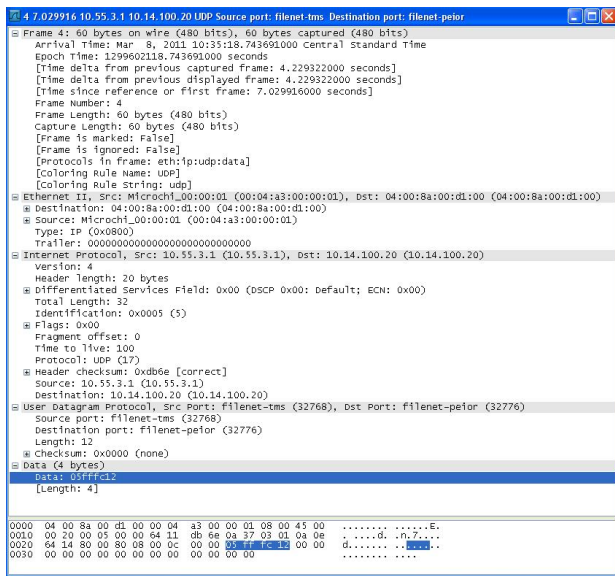 4 7.029916 10.55.3.1 10.14.100.20 UDP Source port: filenet-tms Destination port: filenet-peior
Frame 4: 60 bytes on wire (480 bits), 60 bytes captured (480 bits)
Arrival Time: Mar 8, 2011 10:35:18.743691000 Central Standard Time
Epoch Time: 1299602118.743691000 seconds
[Time delta from previous captured frame: 4.229322000 seconds]
[Time delta from previous displayed frame: 4.229322000 seconds]
[Time since reference or first frame: 7.029916000 seconds]
Frame Number: 4
Frame Length: 60 bytes (480 bits)
Capture Length: 60 bytes (480 bits)
[Frame is marked: False]
[Frame is ignored: False]
[Protocols in frame: eth:ip:udp:data]
[Coloring Rule Name: UDP]
[Coloring Rule String: udp]
Ethernet II, Src: Microchi_00:00:01 (00:04:a3:00:00:01), Dst: 04:00:8a:00:d1:00 (04:00:8a:00:d1:00)
Destination: 04:00:8a:00:d1:00 (04:00:8a:00:d1:00)
Source: Microchi_00:00:01 (00:04:a3:00:00:01)
Type: IP (0x0800)
Trailer: 00000000000000000000000000000
Internet Protocol, Src: 10.55.3.1 (10.55.3.1), Dst: 10.14.100.20 (10.14.100.20)
Version: 4
Header length: 20 bytes
Differentiated Services Field: 0x00 (DSCP 0x00: Default; ECN: 0x00)
Total Length: 32
Identification: 0x0005 (5)
Flags: 0x00
Fragment offset: 0
Time to live: 100
Protocol: UDP (17)
Header checksum: 0xdb6e [correct]
Source: 10.55.3.1 (10.55.3.1)
Destination: 10.14.100.20 (10.14.100.20)
User Datagram Protocol, Src Port: filenet-tms (32768), Dst Port: filenet-peior (32776)
Source port: filenet-tms (32768)
Destination port: filenet-peior (32776)
Length: 12
Checksum: 0x0000 (none)
Data (4 bytes)
Data: 05fffc12
[Length: 4]
0000 04 00 8a 00 d1 00 00 04 a3 00 00 01 08 00 45 00 ........ ......E.
0010 00 20 00 05 00 00 64 11 db 6e 0a 37 03 01 0a 0e . ....d. .n.7....
0020 64 14 80 00 80 08 00 0c 00 00 05 ff fc 12 00 00 d....... ........
0030 00 00 00 00 00 00 00 00 00 00 00 00 ........ ....